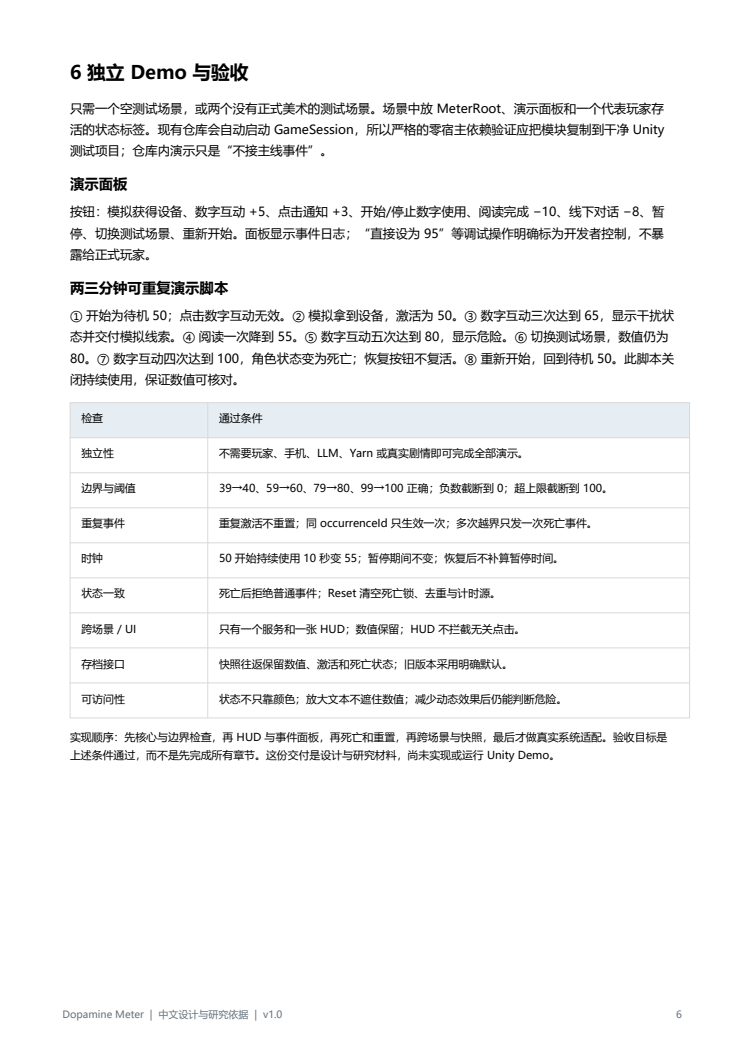 6 独立 Demo 与验收
只需一个空测试场景，或两个没有正式美术的测试场景。场景中放 MeterRoot、演示面板和一个代表玩家存
活的状态标签。现有仓库会自动启动 GameSession，所以严格的零宿主依赖验证应把模块复制到干净 Unity
测试项目；仓库内演示只是“不接主线事件”。
演示面板
按钮：模拟获得设备、数字互动 +5、点击通知 +3、开始/停止数字使用、阅读完成 −10、线下对话 −8、暂
停、切换测试场景、重新开始。面板显示事件日志；“直接设为 95”等调试操作明确标为开发者控制，不暴
露给正式玩家。
两三分钟可重复演示脚本
① 开始为待机 50；点击数字互动无效。② 模拟拿到设备，激活为 50。③ 数字互动三次达到 65，显示干扰状
态并交付模拟线索。④ 阅读一次降到 55。⑤ 数字互动五次达到 80，显示危险。⑥ 切换测试场景，数值仍为
80。⑦ 数字互动四次达到 100，角色状态变为死亡；恢复按钮不复活。⑧ 重新开始，回到待机 50。此脚本关
闭持续使用，保证数值可核对。
检查 通过条件
独立性 不需要玩家、手机、LLM、Yarn 或真实剧情即可完成全部演示。
边界与阈值 39→40、59→60、79→80、99→100 正确；负数截断到 0；超上限截断到 100。
重复事件 重复激活不重置；同 occurrenceId 只生效一次；多次越界只发一次死亡事件。
时钟 50 开始持续使用 10 秒变 55；暂停期间不变；恢复后不补算暂停时间。
状态一致 死亡后拒绝普通事件；Reset 清空死亡锁、去重与计时源。
跨场景 / UI 只有一个服务和一张 HUD；数值保留；HUD 不拦截无关点击。
存档接口 快照往返保留数值、激活和死亡状态；旧版本采用明确默认。
可访问性 状态不只靠颜色；放大文本不遮住数值；减少动态效果后仍能判断危险。
实现顺序：先核心与边界检查，再 HUD 与事件面板，再死亡和重置，再跨场景与快照，最后才做真实系统适配。验收目标是
上述条件通过，而不是先完成所有章节。这份交付是设计与研究材料，尚未实现或运行 Unity Demo。
Dopamine Meter | 中文设计与研究依据 | v1.0 6